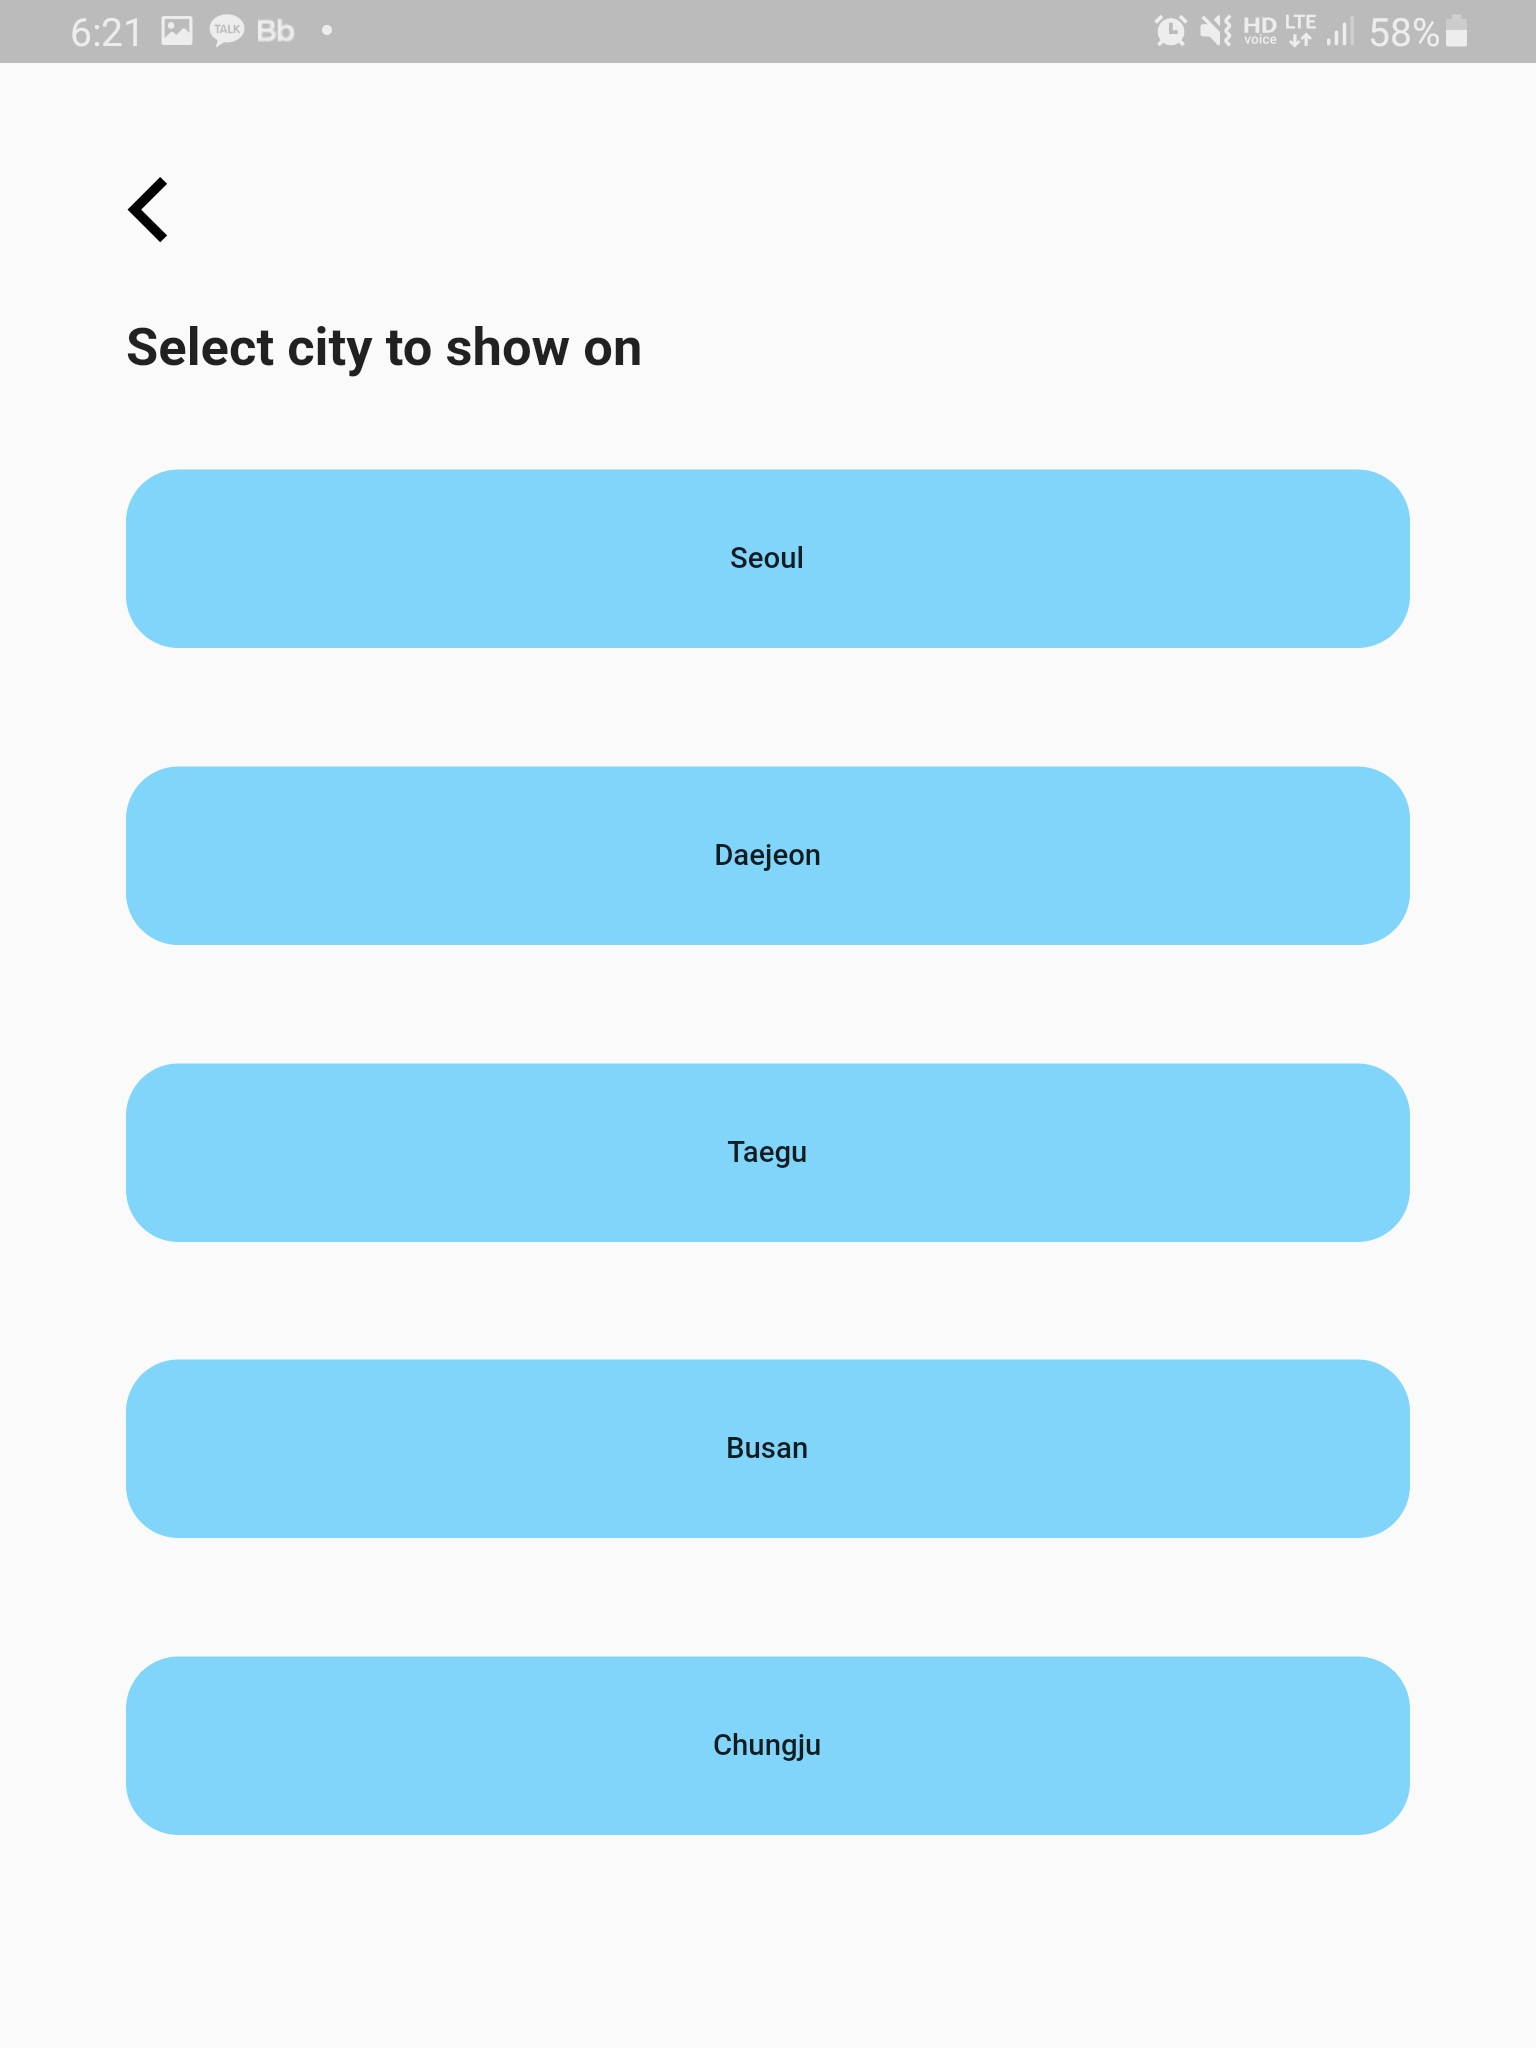 6:21 TALK Bb HD voice LTE 58%
Select city to show on
Seoul
Daejeon
Taegu
Busan
Chungju